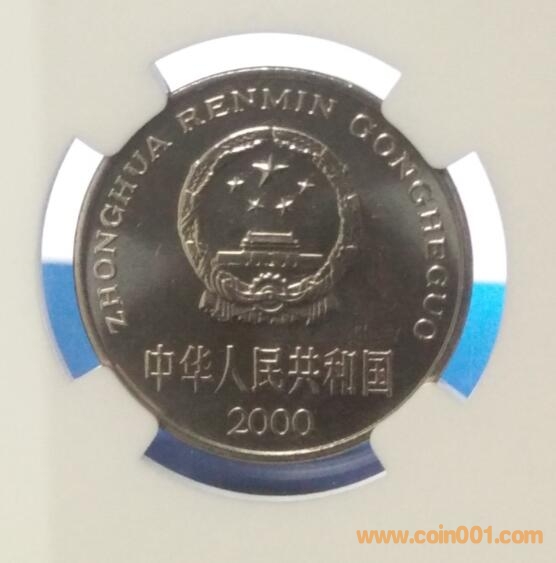 ZHONGHUA RENMIN GONGHEGUO
中华人民共和国
2000
www.coin001.com